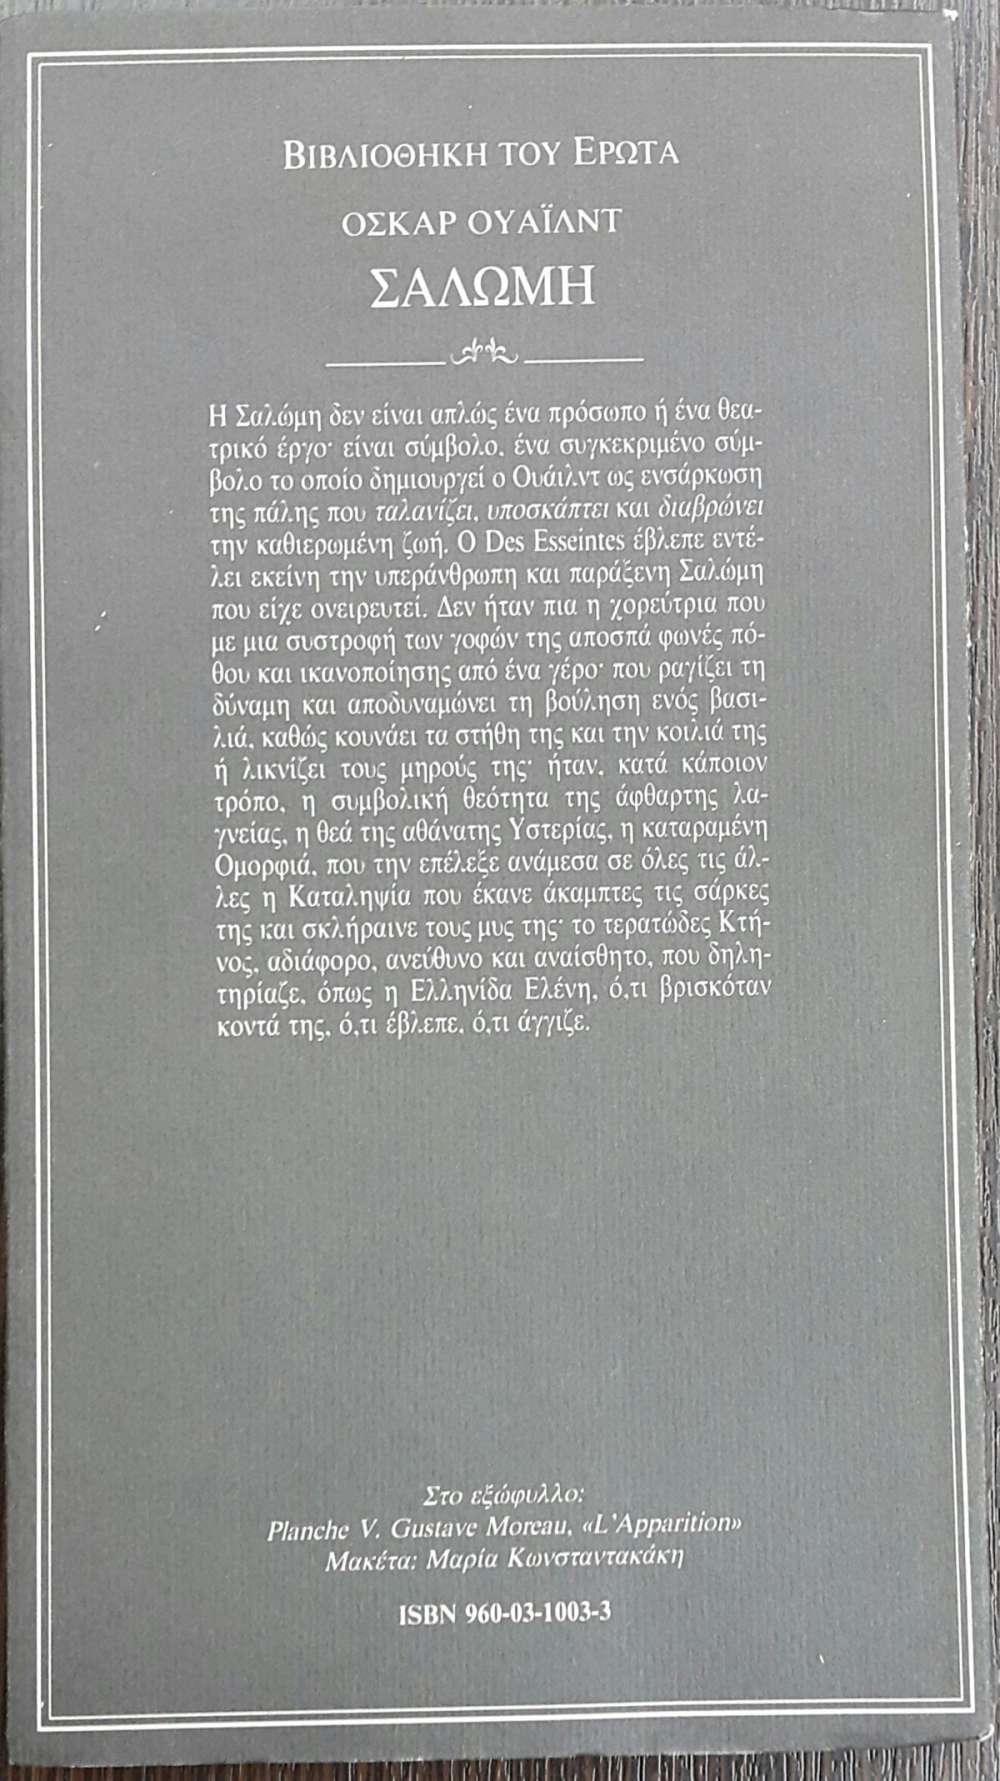 ΒΙΒΛΙΟΘΗΚΗ ΤΟΥ ΕΡΩΤΑ
ΟΣΚΑΡ ΟΥΑΪΛΝΤ
ΣΑΛΩΜΗ
Η Σαλώμη δεν είναι απλώς ένα πρόσωπο ή ένα θεα-
τρικό έργο· είναι σύμβολο, ένα συγκεκριμένο σύμ-
βολο το οποίο δημιουργεί ο Ουάιλντ ως ενσάρκωση
της πάλης που ταλανίζει, υποσκάπτει και διαβρώνει
την καθιερωμένη ζωή. Ο Des Esseintes έβλεπε εντέ-
λει εκείνη την υπεράνθρωπη και παράξενη Σαλώμη
που είχε ονειρευτεί. Δεν ήταν πια η χορεύτρια που
με μια συστροφή των γοφών της αποσπά φωνές πό-
θου και ικανοποίησης από ένα γέρο· που ραγίζει τη
δύναμη και αποδυναμώνει τη βούληση ενός βασι-
λιά, καθώς κουνάει τα στήθη της και την κοιλιά της
ή λικνίζει τους μηρούς της· ήταν, κατά κάποιον
τρόπο, η συμβολική θεότητα της άφθαρτης λα-
γνείας, η θεά της αθάνατης Υστερίας, η καταραμένη
Ομορφιά, που την επέλεξε ανάμεσα σε όλες τις άλ-
λες η Καταληψία που έκανε άκαμπτες τις σάρκες
της και σκλήραινε τους μυς της· το τερατώδες Κτή-
νος, αδιάφορο, ανεύθυνο και αναίσθητο, που δηλη-
τηρίαζε, όπως η Ελληνίδα Ελένη, ό,τι βρισκόταν
κοντά της, ό,τι έβλεπε, ό,τι άγγιζε.
Στο εξώφυλλο:
Planche V. Gustave Moreau, «L'Apparition»
Μακέτα: Μαρία Κωνσταντακάκη
ISBN 960-03-1003-3